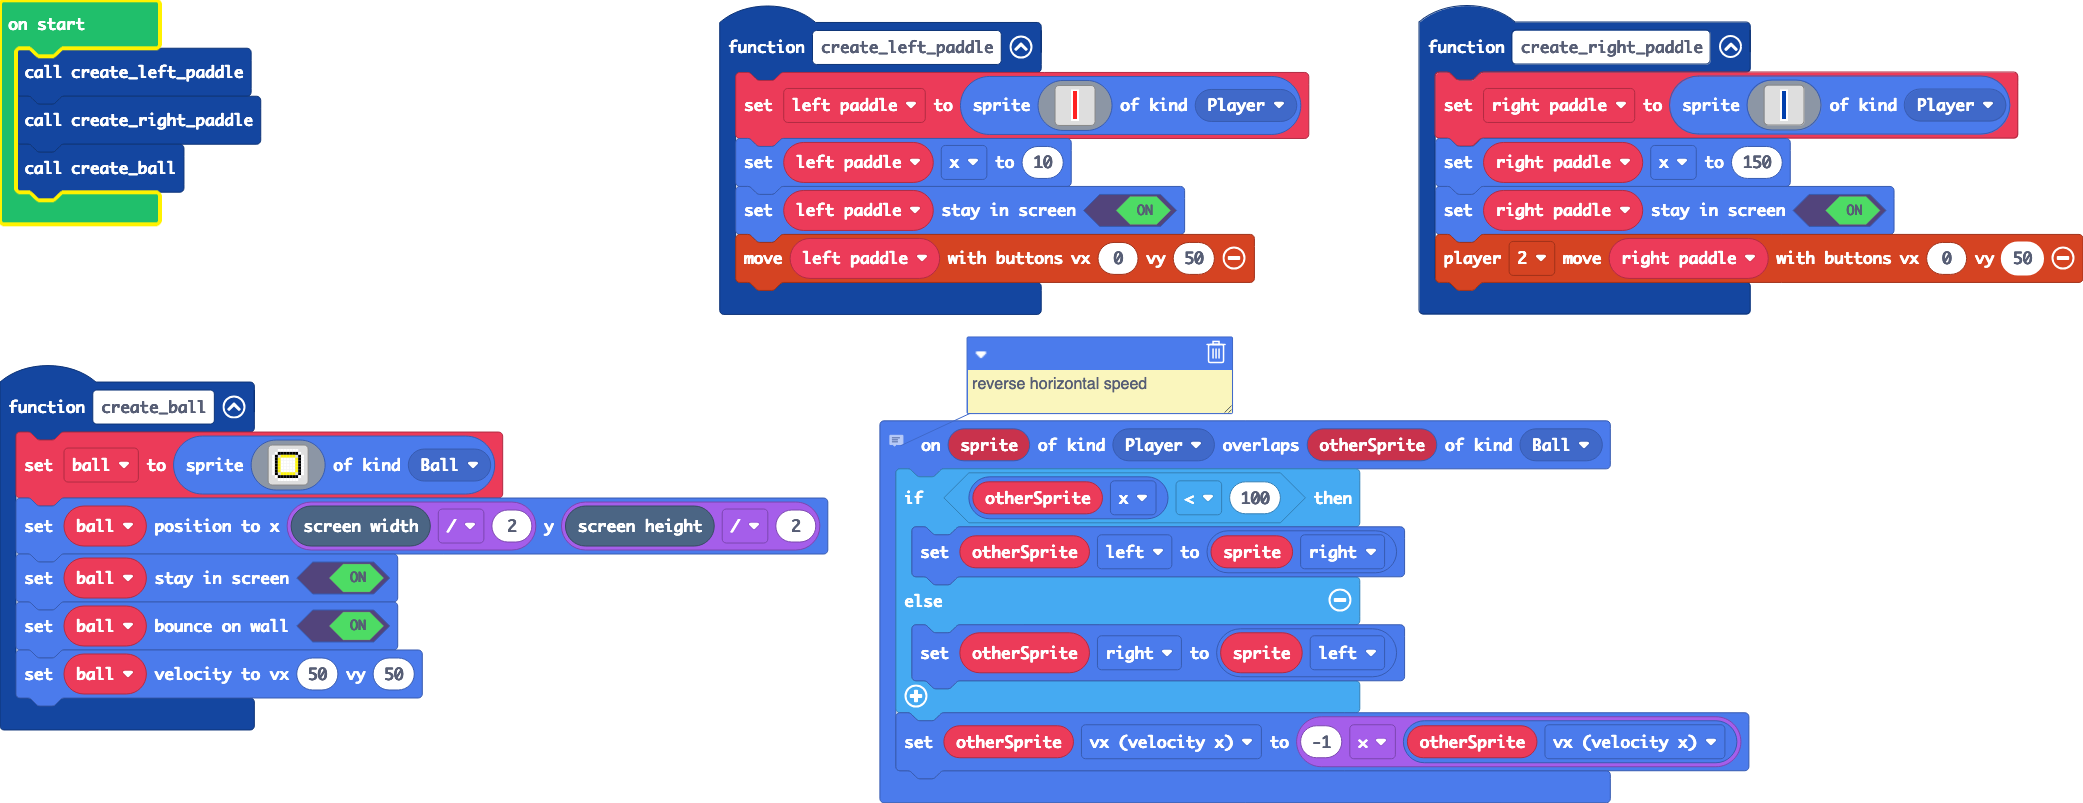 on start
call create_left_paddle
call create_right_paddle
call create_ball
function create_left_paddle
set left paddle to sprite of kind Player
set left paddle x to 10
set left paddle stay in screen ON
move left paddle with buttons vx 0 vy 50
function create_right_paddle
set right paddle to sprite of kind Player
set right paddle x to 150
set right paddle stay in screen ON
player 2 move right paddle with buttons vx 0 vy 50
function create_ball
set ball to sprite of kind Ball
set ball position to x screen width / 2 y screen height / 2
set ball stay in screen ON
set ball bounce on wall ON
set ball velocity to vx 50 vy 50
reverse horizontal speed
on sprite of kind Player overlaps otherSprite of kind Ball
if otherSprite x < 100 then
set otherSprite left to sprite right
else
set otherSprite right to sprite left
set otherSprite vx (velocity x) to -1 x otherSprite vx (velocity x)